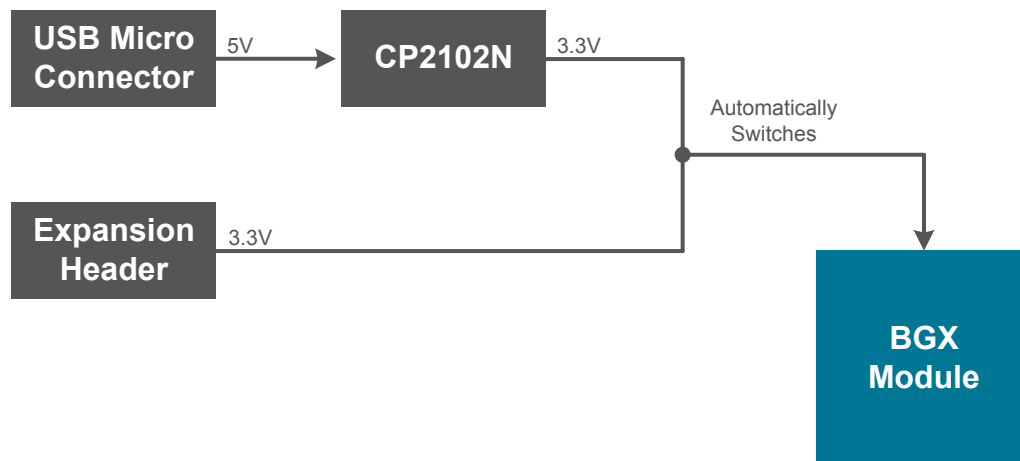 USB Micro
Connector
5V
CP2102N
3.3V
Automatically
Switches
Expansion
Header
3.3V
BGX
Module